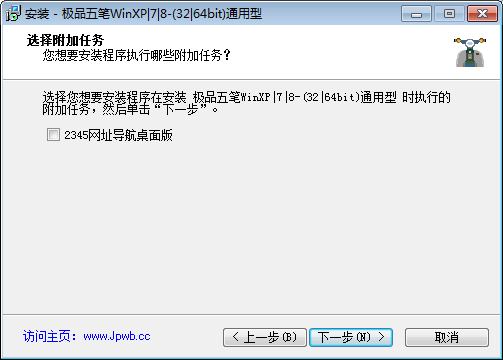 安装 - 极品五笔WinXP|7|8-(32|64bit)通用型
选择附加任务
您想要安装程序执行哪些附加任务？
选择您想要安装程序在安装 极品五笔WinXP|7|8-(32|64bit)通用型 时执行的
附加任务，然后单击“下一步”。
2345网址导航桌面版
访问主页：www.Jpwb.cc
< 上一步(B)
下一步(N) >
取消